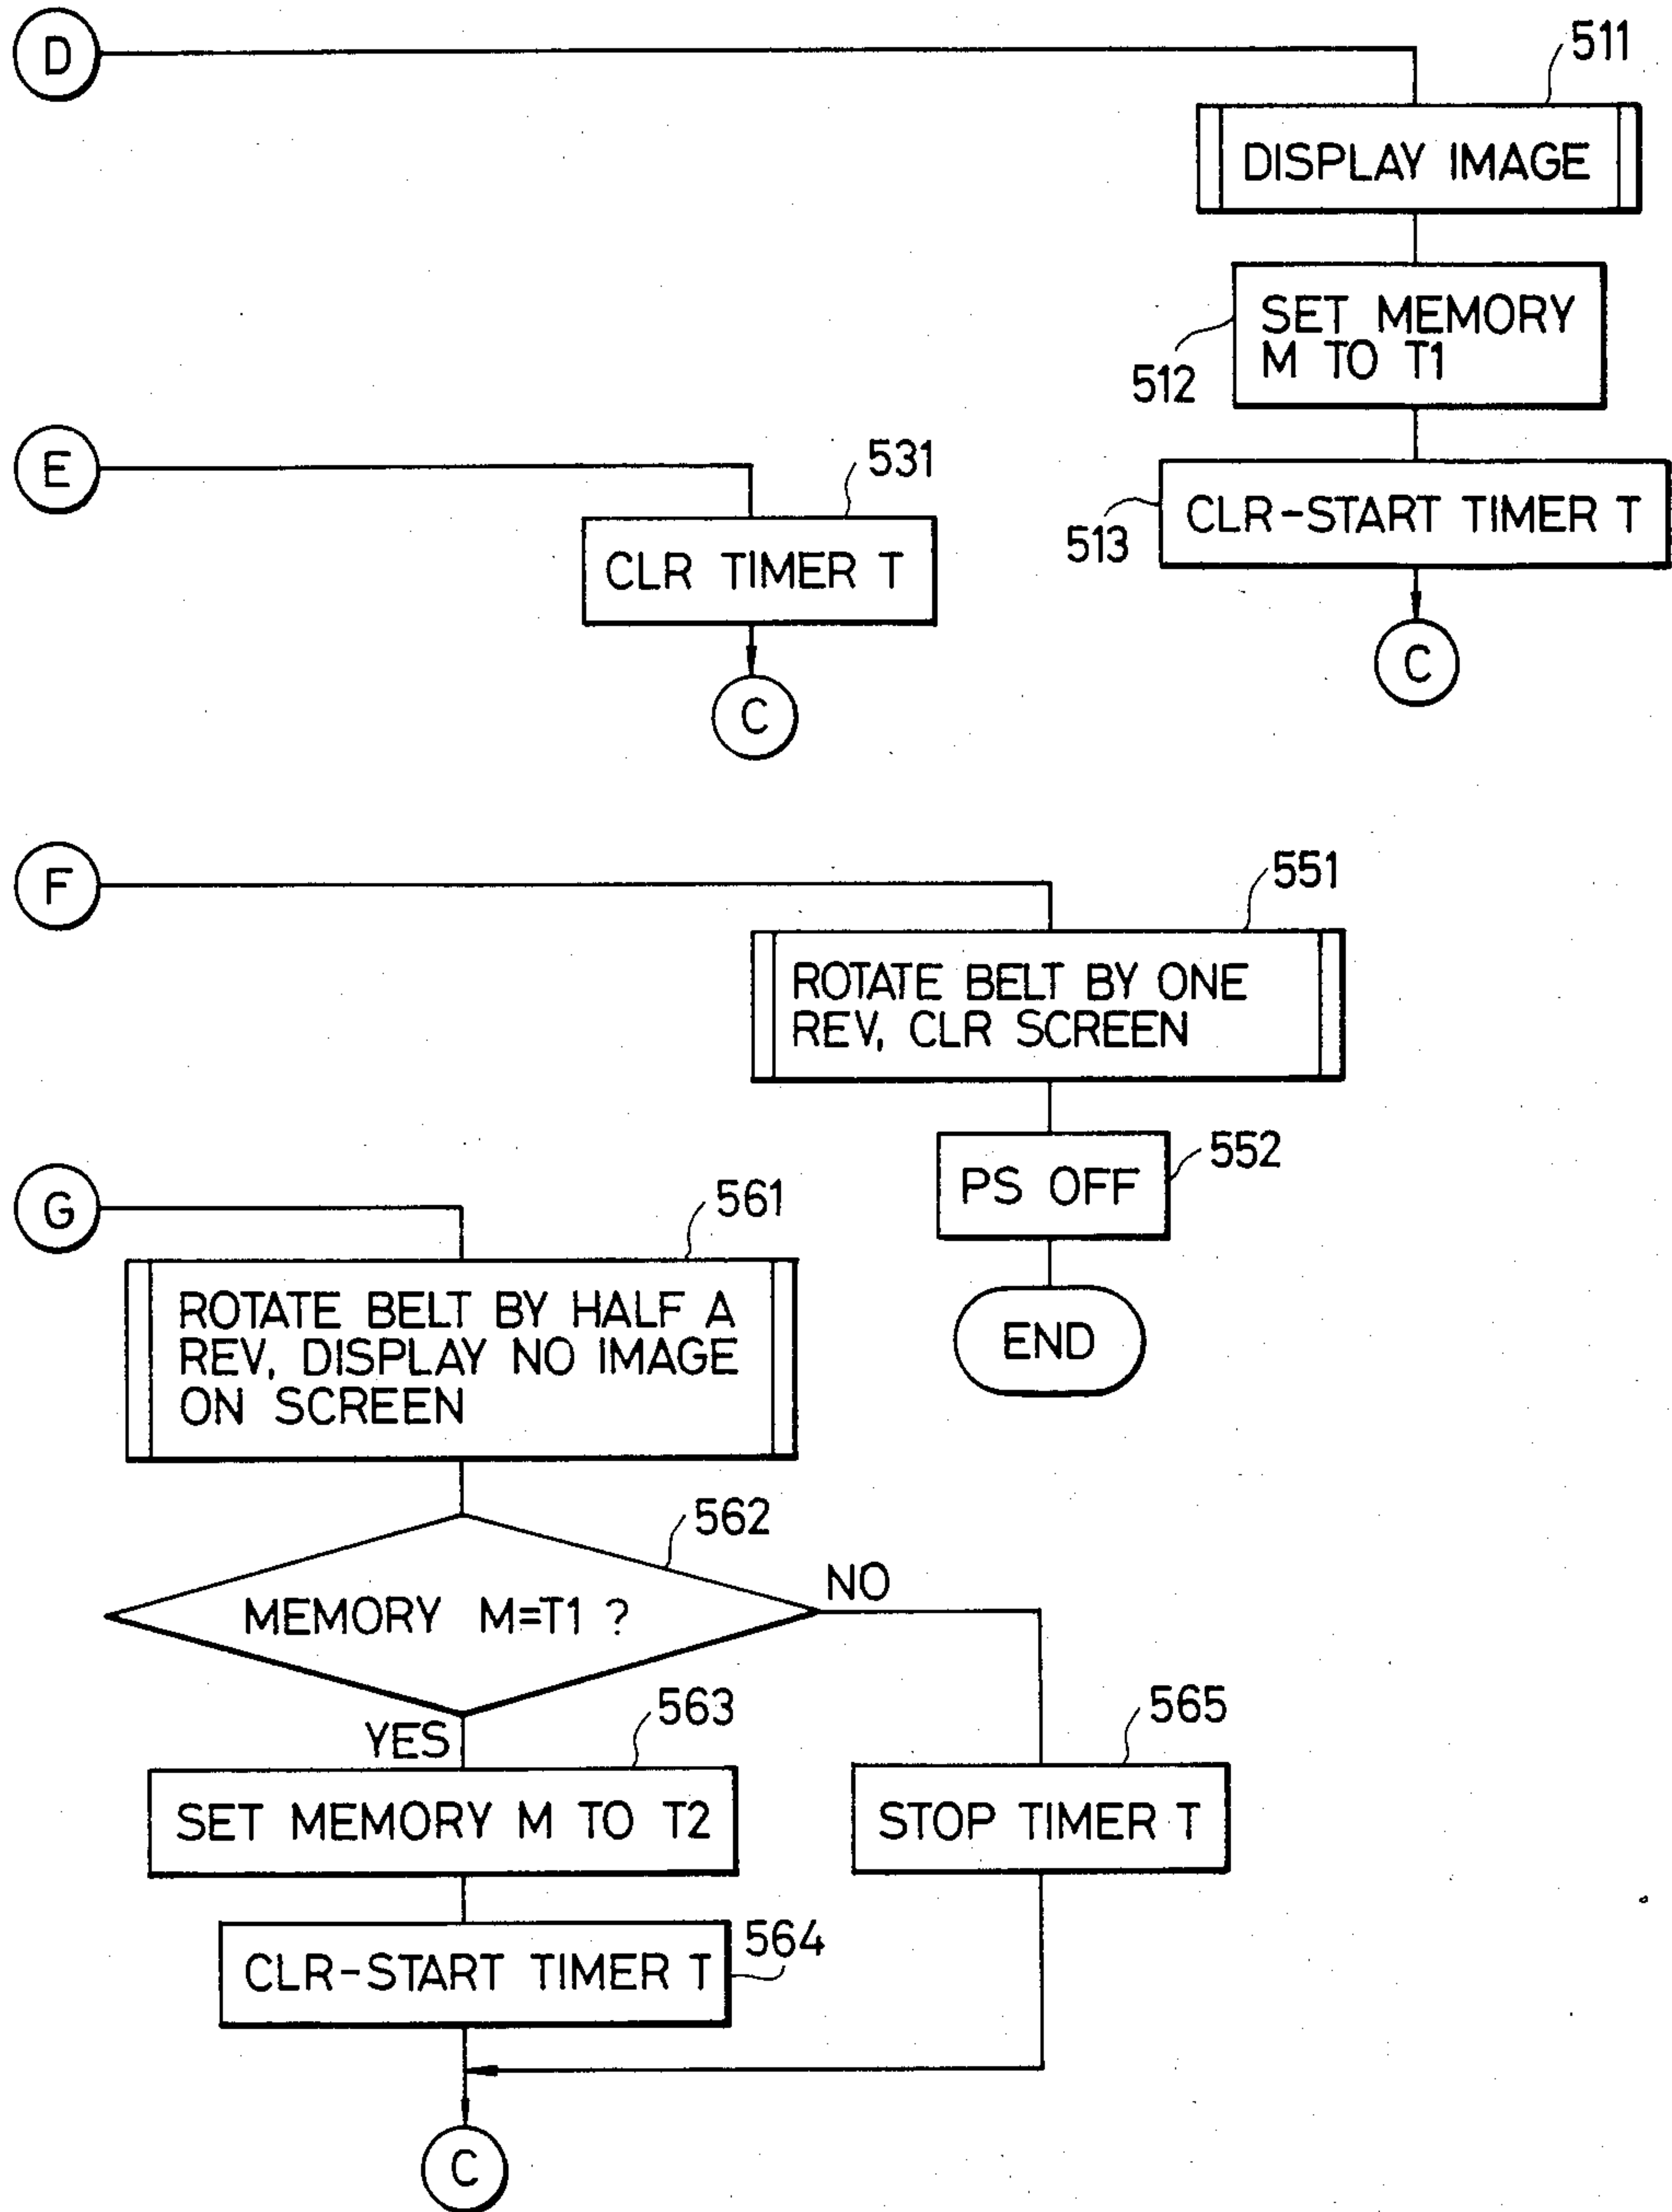 D
511
DISPLAY IMAGE
512
SET MEMORY
M TO T1
E
531
CLR TIMER T
C
513
CLR-START TIMER T
C
F
551
ROTATE BELT BY ONE
REV, CLR SCREEN
552
PS OFF
END
G
561
ROTATE BELT BY HALF A
REV, DISPLAY NO IMAGE
ON SCREEN
562
MEMORY M=T1 ?
NO
YES
563
SET MEMORY M TO T2
565
STOP TIMER T
564
CLR-START TIMER T
C